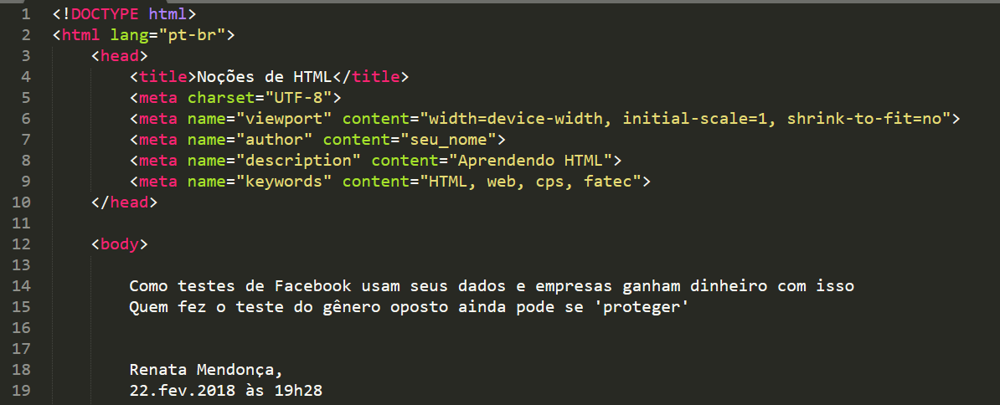 1 <!DOCTYPE html>
2 <html lang="pt-br">
3 <head>
4 <title>Noções de HTML</title>
5 <meta charset="UTF-8">
6 <meta name="viewport" content="width=device-width, initial-scale=1, shrink-to-fit=no">
7 <meta name="author" content="seu_nome">
8 <meta name="description" content="Aprendendo HTML">
9 <meta name="keywords" content="HTML, web, cps, fatec">
10 </head>
11
12 <body>
13
14 Como testes de Facebook usam seus dados e empresas ganham dinheiro com isso
15 Quem fez o teste do gênero oposto ainda pode se 'proteger'
16
17
18 Renata Mendonça,
19 22.fev.2018 às 19h28